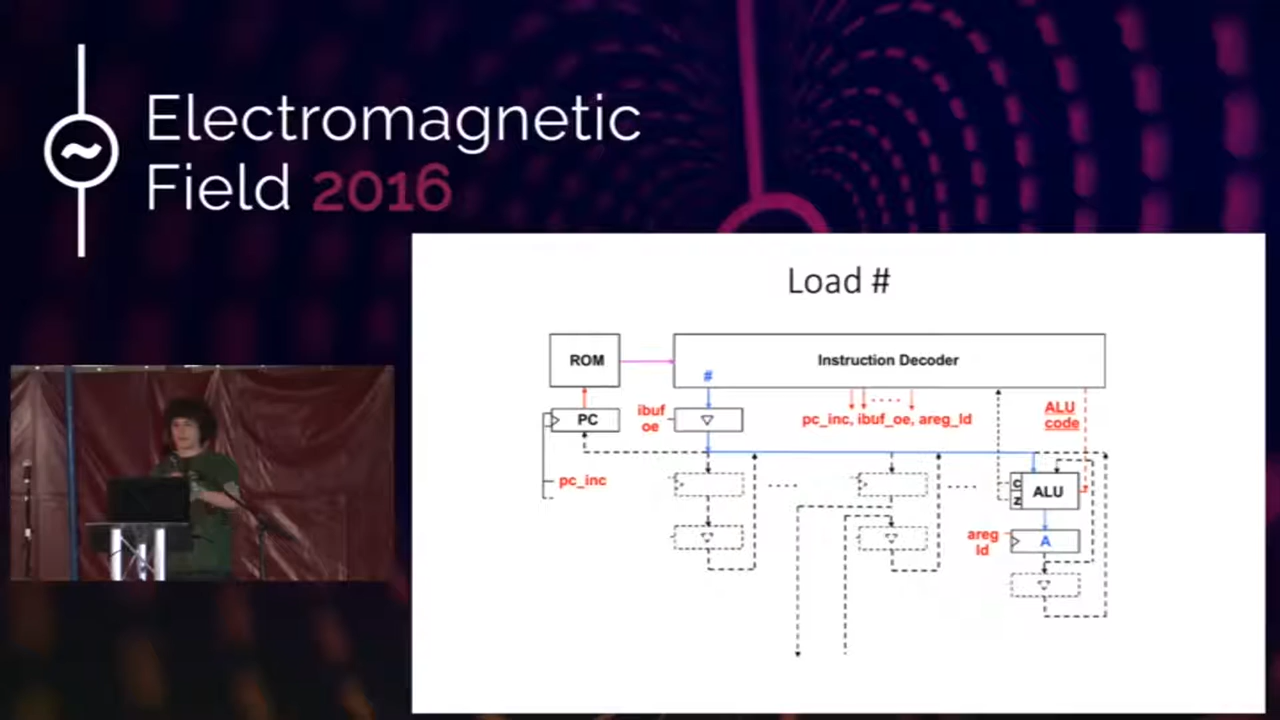 Electromagnetic
Field 2016
Load #
ROM
Instruction Decoder
#
PC
ibuf
oe
pc_inc, ibuf_oe, areg_ld
ALU
code
pc_inc
C
Z
ALU
areg
ld
A